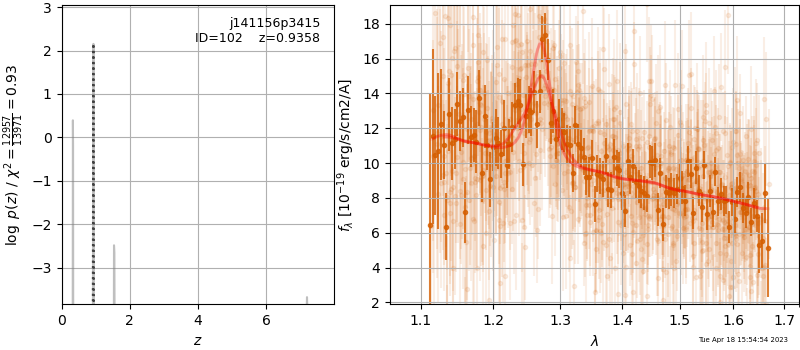 j141156p3415
ID=102 z=0.9358
log p(z) / χ² = 12957/13971 = 0.93
3
2
1
0
−1
−2
−3
0 2 4 6
z
fλ [10⁻¹⁹ erg/s/cm2/A]
18
16
14
12
10
8
6
4
2
1.1 1.2 1.3 1.4 1.5 1.6 1.7
λ
Tue Apr 18 15:54:54 2023